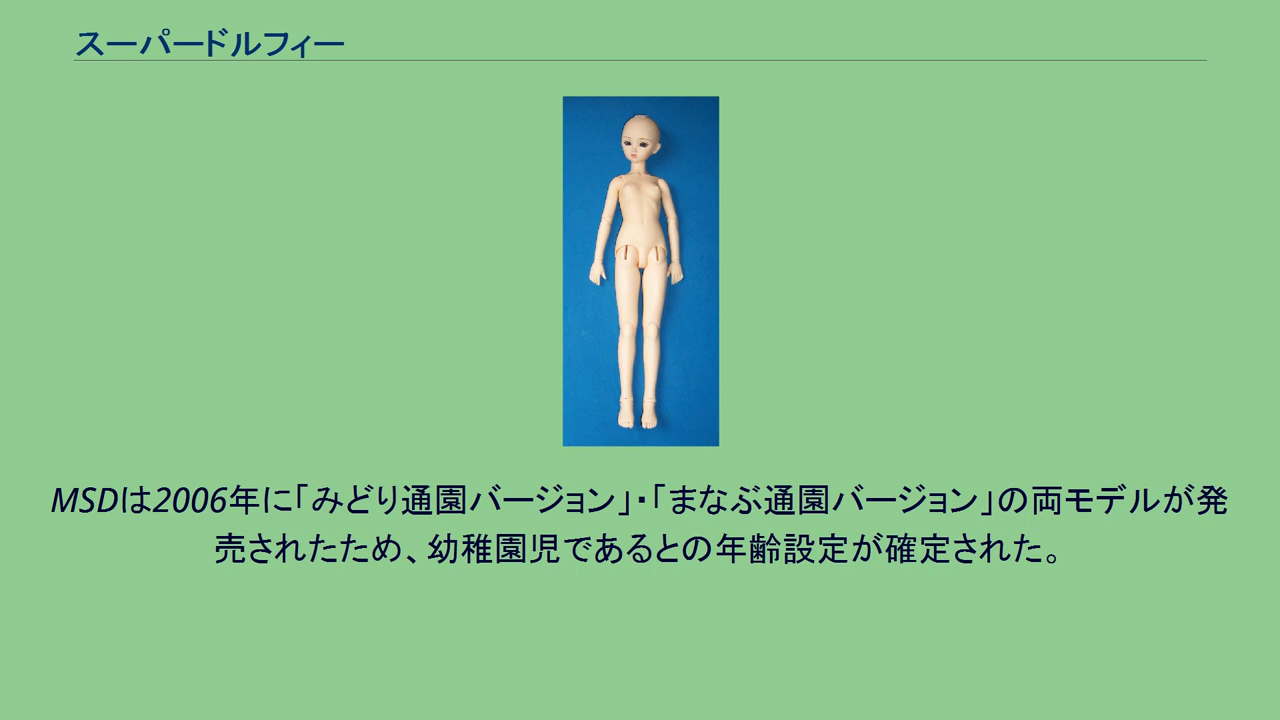 スーパードルフィー
MSDは2006年に｢みどり通園バージョン｣･｢まなぶ通園バージョン｣の両モデルが発
売されたため、幼稚園児であるとの年齢設定が確定された。